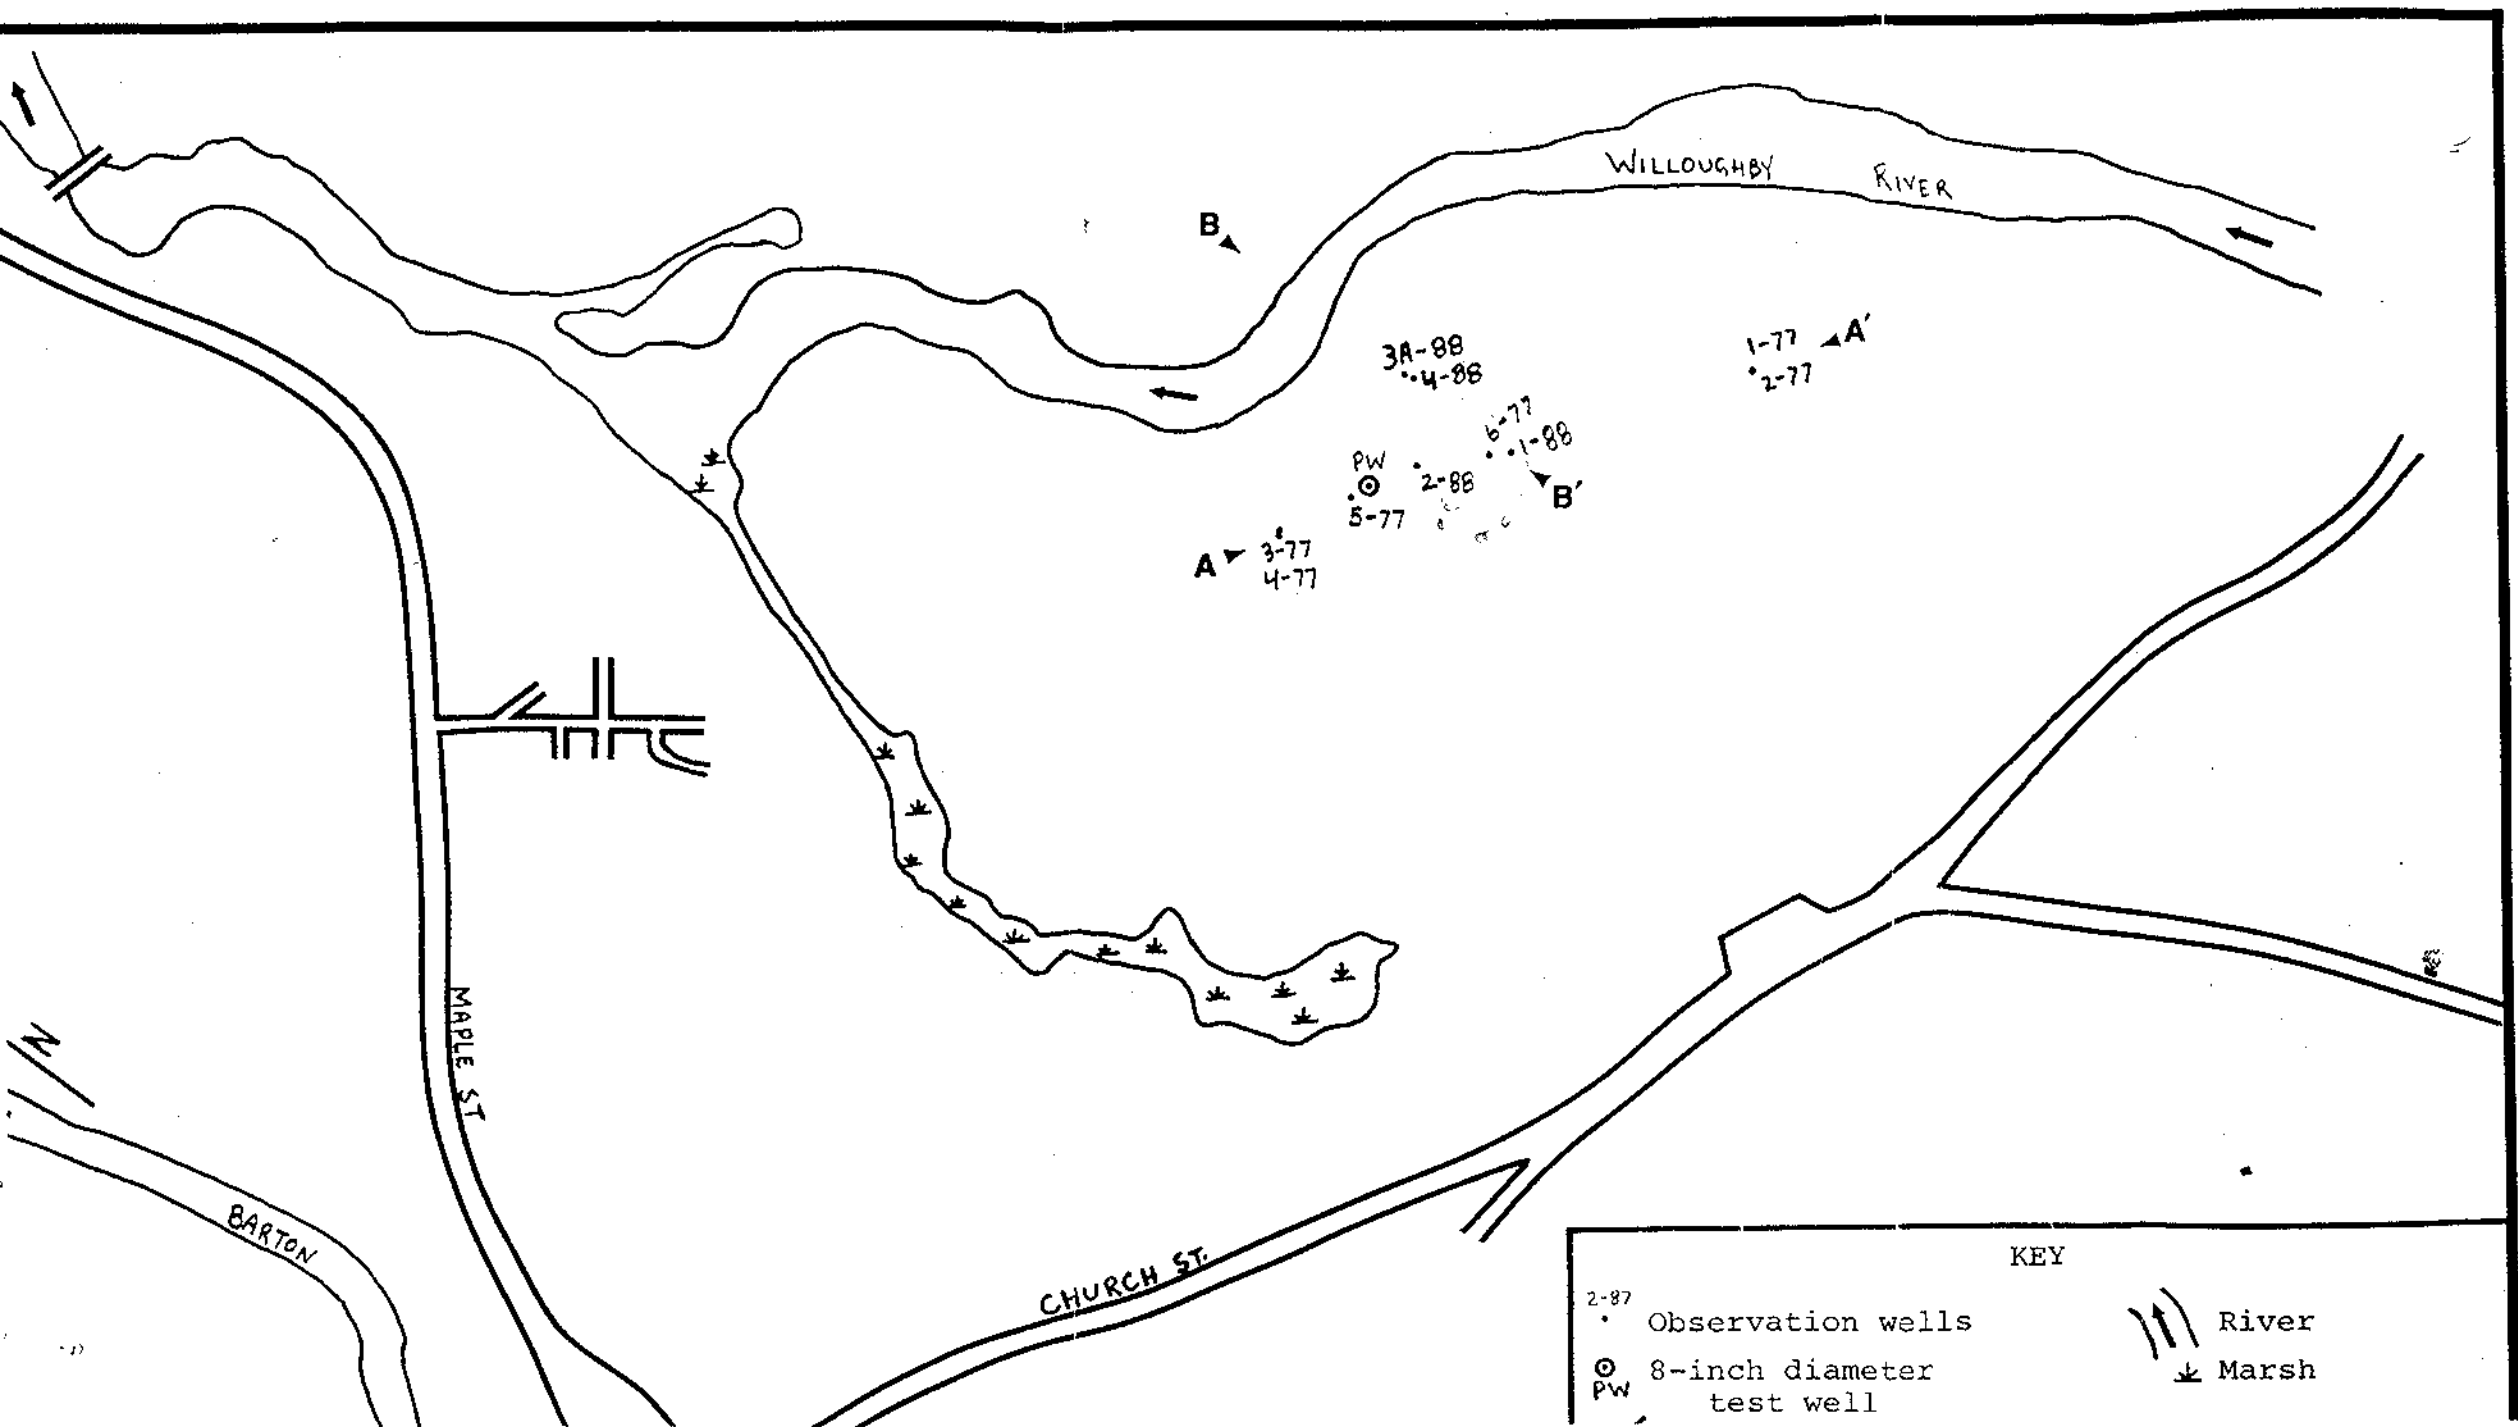 WILLOUGHBY RIVER
B
A'
1-77
2-77
3A-88
4-88
6-77
1-88
PW
2-88
B'
5-77
A
3-77
4-77
N
MAPLE ST
BARTON
CHURCH ST.
KEY
2-87
Observation wells
River
8-inch diameter
test well
PW
Marsh